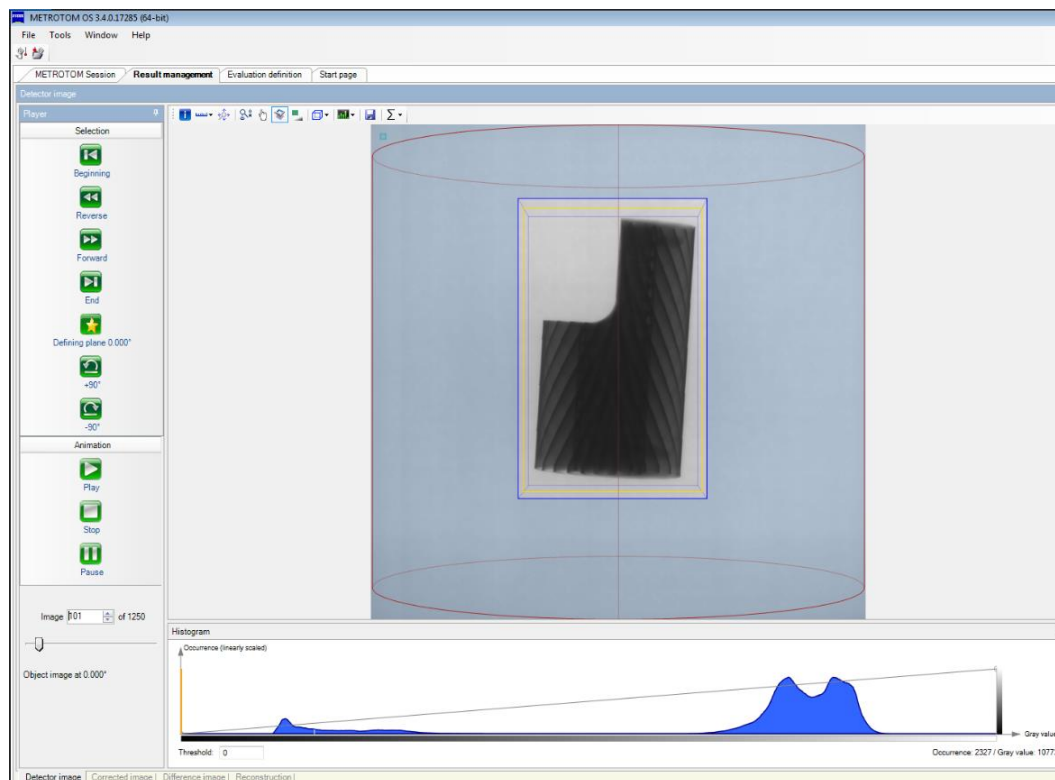 METROTOM OS 3.4.0.17285 (64-bit)
File Tools Window Help
METROTOM Session Result management Evaluation definition Start page
Detector image
Player
Selection
Beginning
Reverse
Forward
End
Defining plane 0.000°
+90°
-90°
Animation
Play
Stop
Pause
Image 101 of 1250
Object image at 0.000°
Histogram
Occurrence (linearly scaled)
Gray value
Threshold: 0
Occurrence: 2327 / Gray value: 1077
Detector image Corrected image Difference image Reconstruction